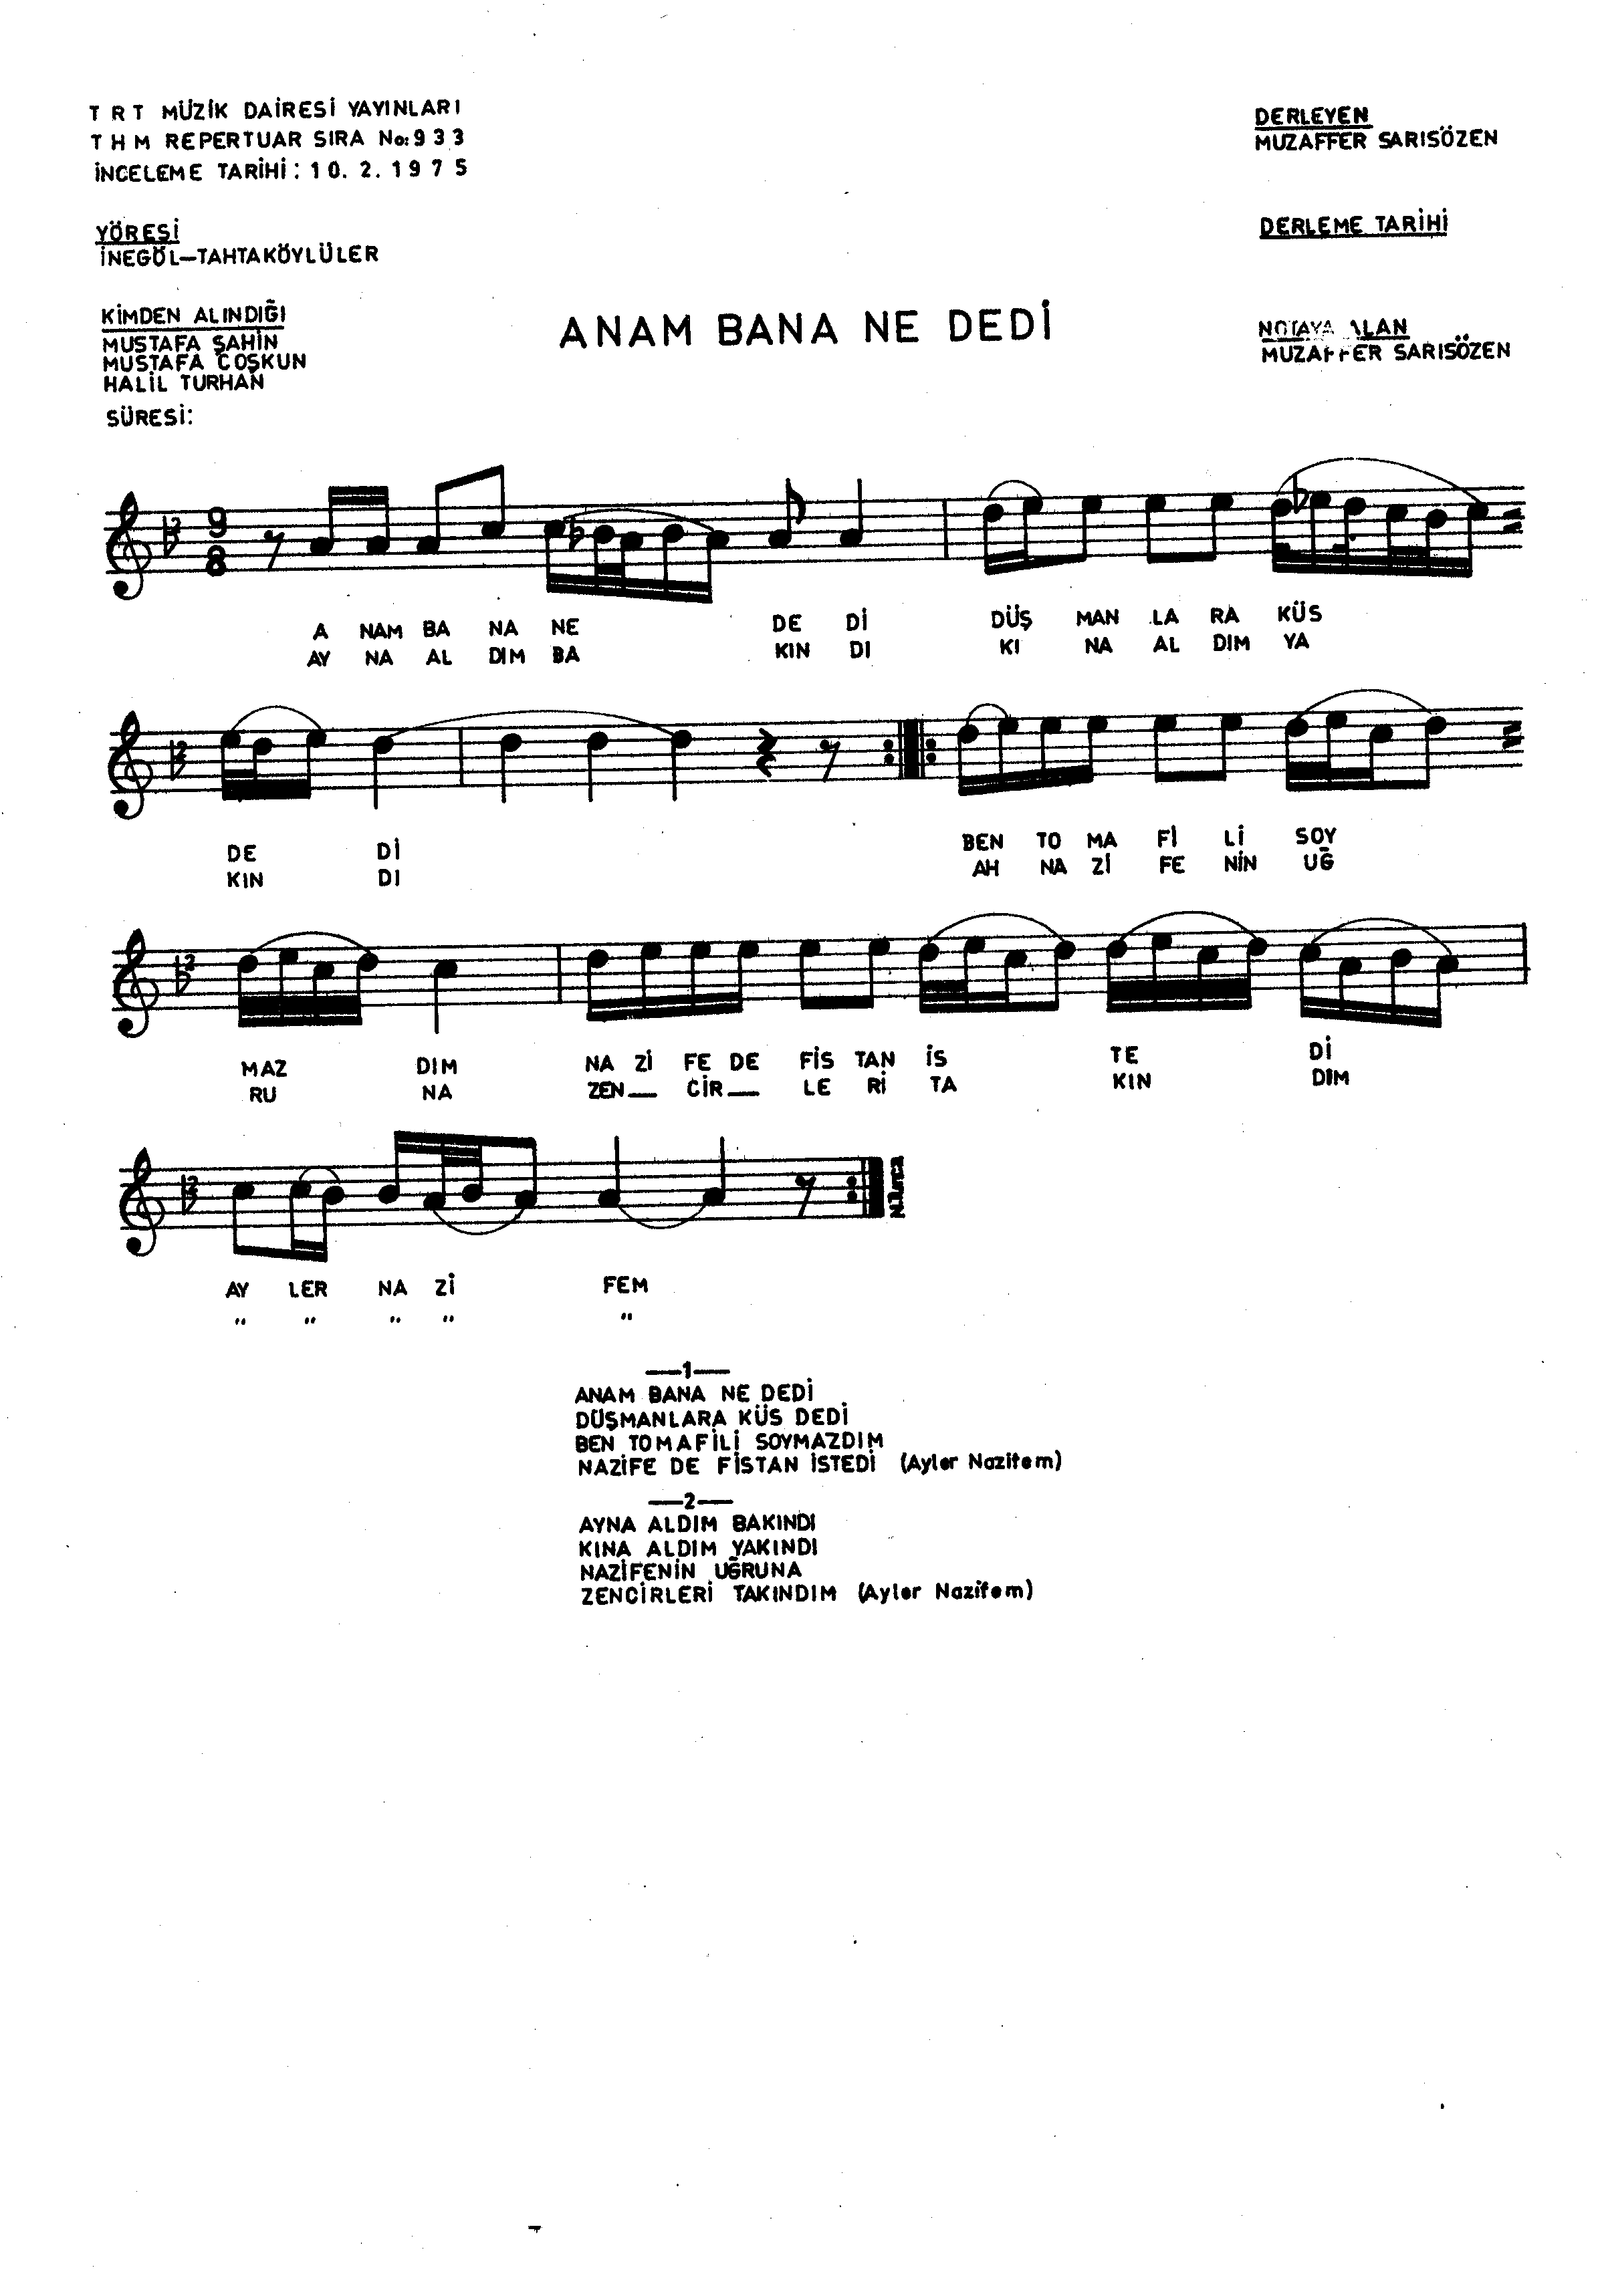 TRT MÜZİK DAİRESİ YAYINLARI
THM REPERTUAR SIRA No: 933
İNCELEME TARİHİ: 10. 2. 1975
DERLEYEN
MUZAFFER SARISÖZEN
YÖRESİ
İNEGÖL–TAHTAKÖYLÜLER
DERLEME TARİHİ
KİMDEN ALINDIĞI
MUSTAFA ŞAHİN
MUSTAFA COŞKUN
HALİL TURHAN
SÜRESİ:
ANAM BANA NE DEDİ
NOTAYA ALAN
MUZAFFER SARISÖZEN
9
8
A NAM BA NA NE DE Dİ DÜŞ MAN LA RA KÜS
AY NA AL DIM BA KIN DI KI NA AL DIM YA
DE Dİ BEN TO MA Fİ Lİ SOY
KIN DI AH NA Zİ FE NİN UĞ
MAZ DIM NA Zİ FE DE FİS TAN İS TE Dİ
RU NA ZEN— CİR— LE Rİ TA KIN DIM
AY LER NA Zİ FEM
" " " " "
—1—
ANAM BANA NE DEDİ
DÜŞMANLARA KÜS DEDİ
BEN TOMAFİLİ SOYMAZDIM
NAZİFE DE FİSTAN İSTEDİ (Ayler Nazifem)
—2—
AYNA ALDIM BAKINDI
KINA ALDIM YAKINDI
NAZİFENİN UĞRUNA
ZENCİRLERİ TAKINDIM (Ayler Nazifem)